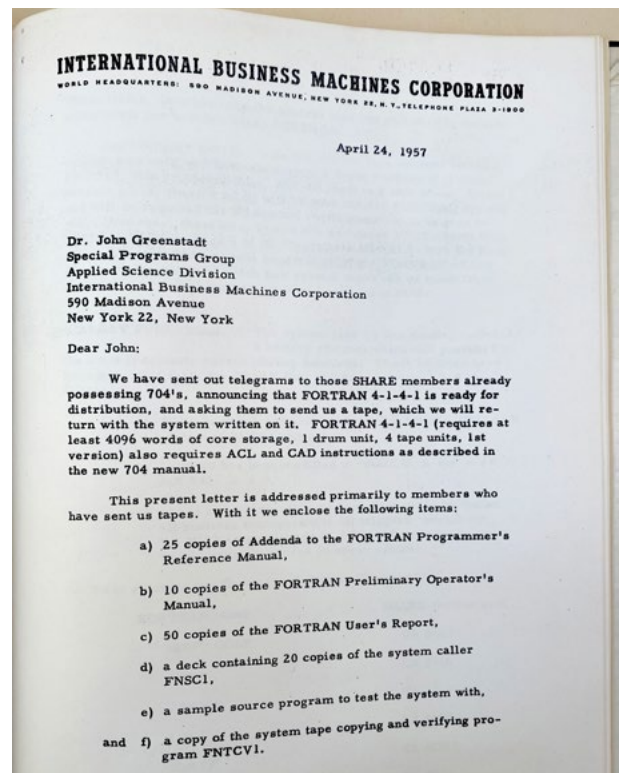 INTERNATIONAL BUSINESS MACHINES CORPORATION
WORLD HEADQUARTERS: 590 MADISON AVENUE, NEW YORK 22, N.Y., TELEPHONE PLAZA 3-1900
April 24, 1957
Dr. John Greenstadt
Special Programs Group
Applied Science Division
International Business Machines Corporation
590 Madison Avenue
New York 22, New York
Dear John:
We have sent out telegrams to those SHARE members already
possessing 704's, announcing that FORTRAN 4-1-4-1 is ready for
distribution, and asking them to send us a tape, which we will re-
turn with the system written on it. FORTRAN 4-1-4-1 (requires at
least 4096 words of core storage, 1 drum unit, 4 tape units, 1st
version) also requires ACL and CAD instructions as described in
the new 704 manual.
This present letter is addressed primarily to members who
have sent us tapes. With it we enclose the following items:
a) 25 copies of Addenda to the FORTRAN Programmer's
Reference Manual,
b) 10 copies of the FORTRAN Preliminary Operator's
Manual,
c) 50 copies of the FORTRAN User's Report,
d) a deck containing 20 copies of the system caller
FNSC1,
e) a sample source program to test the system with,
and f) a copy of the system tape copying and verifying pro-
gram FNTCV1.